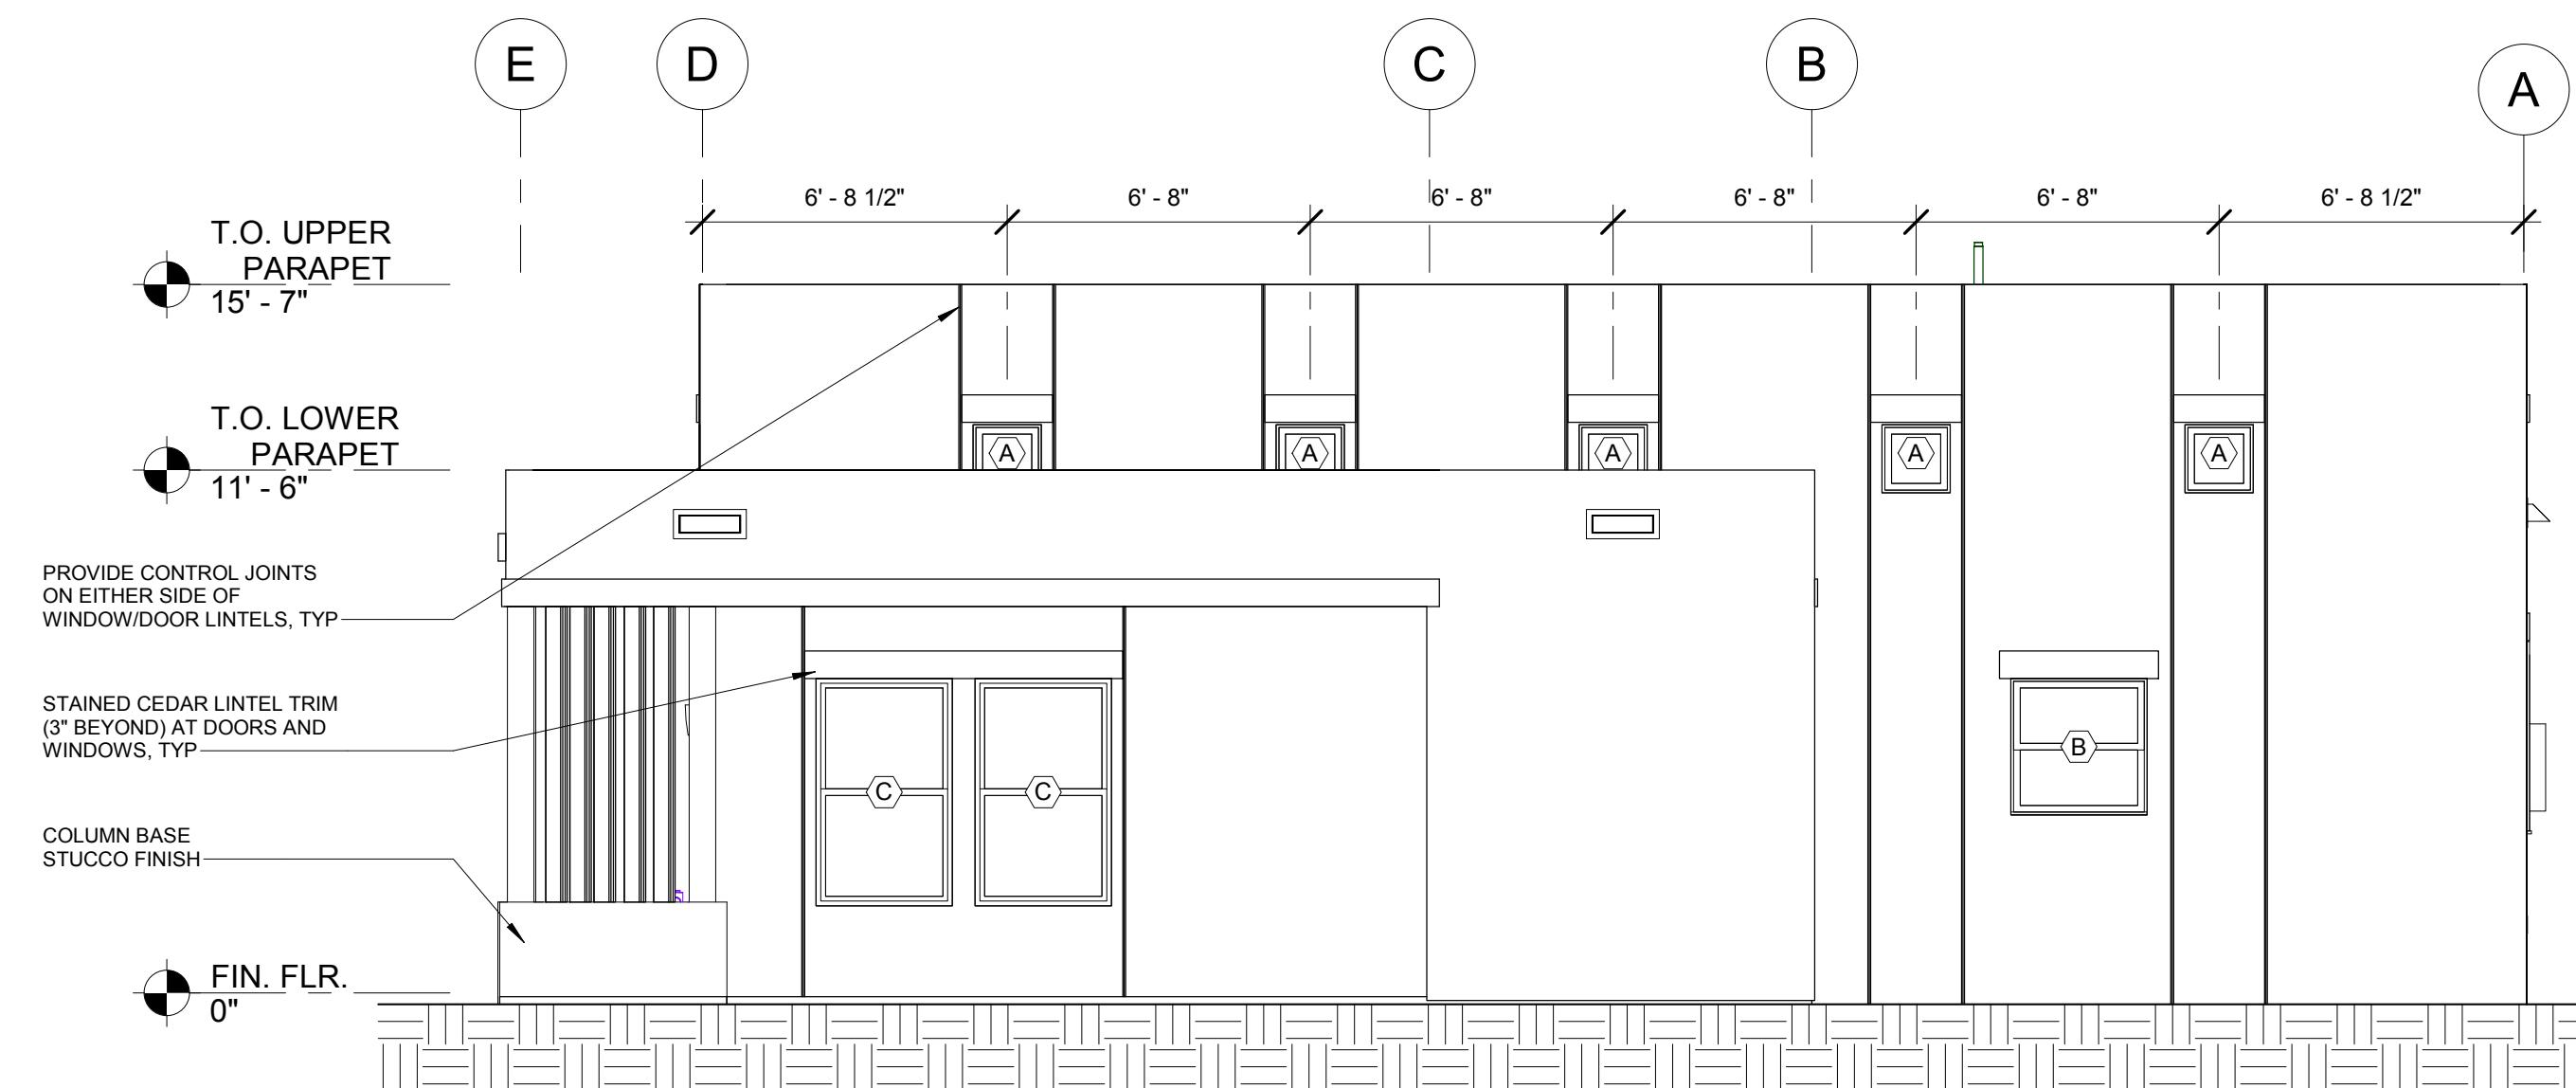 E
D
C
B
A
6' - 8 1/2"
6' - 8"
6' - 8"
6' - 8"
6' - 8"
6' - 8 1/2"
T.O. UPPER
PARAPET
15' - 7"
T.O. LOWER
PARAPET
11' - 6"
A
A
A
A
A
PROVIDE CONTROL JOINTS
ON EITHER SIDE OF
WINDOW/DOOR LINTELS, TYP
STAINED CEDAR LINTEL TRIM
(3" BEYOND) AT DOORS AND
WINDOWS, TYP
B
C
C
COLUMN BASE
STUCCO FINISH
FIN. FLR.
0"